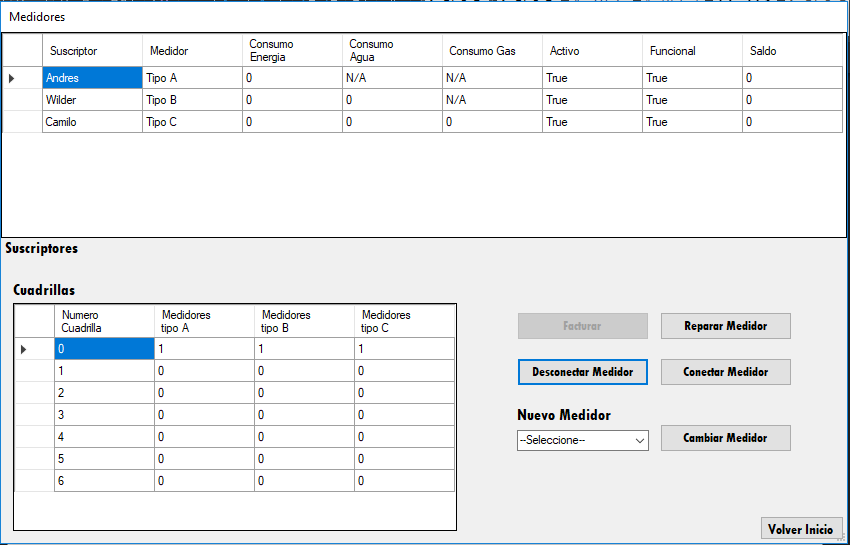 Medidores
Suscriptor Medidor Consumo Energia Consumo Agua Consumo Gas Activo Funcional Saldo
Andres Tipo A 0 N/A N/A True True 0
Wilder Tipo B 0 0 N/A True True 0
Camilo Tipo C 0 0 0 True True 0
Suscriptores
Cuadrillas
Numero Cuadrilla Medidores tipo A Medidores tipo B Medidores tipo C
0 1 1 1
1 0 0 0
2 0 0 0
3 0 0 0
4 0 0 0
5 0 0 0
6 0 0 0
Facturar Reparar Medidor
Desconectar Medidor Conectar Medidor
Nuevo Medidor
--Seleccione-- Cambiar Medidor
Volver Inicio